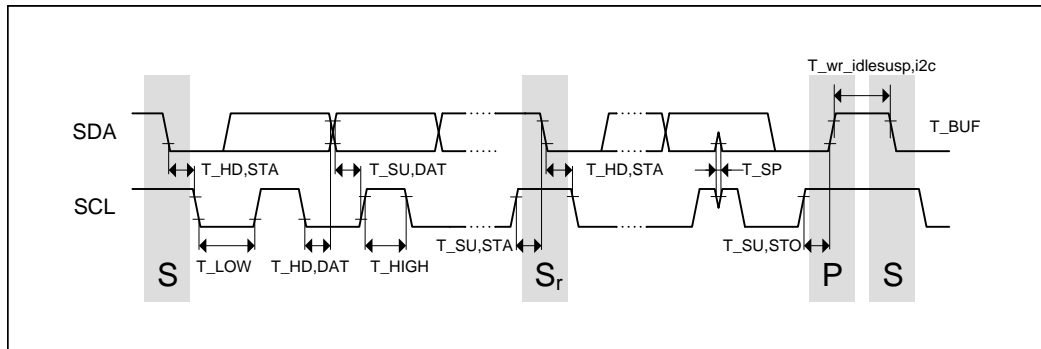 T_wr_idlesusp,i2c
SDA
T_BUF
T_HD,STA
T_SU,DAT
T_HD,STA
T_SP
SCL
T_SU,STA
T_SU,STO
T_LOW
T_HD,DAT
T_HIGH
S
Sr
P
S